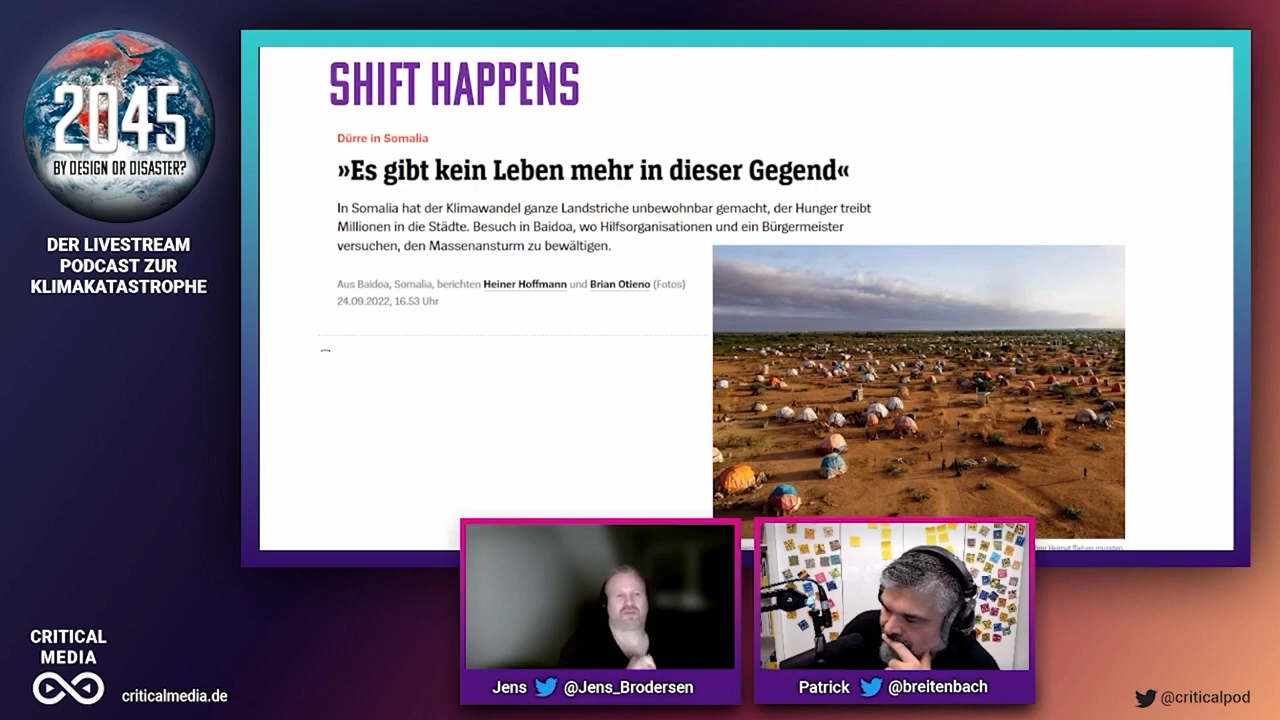 2045
BY DESIGN OR DISASTER?
DER LIVESTREAM
PODCAST ZUR
KLIMAKATASTROPHE
SHIFT HAPPENS
Dürre in Somalia
»Es gibt kein Leben mehr in dieser Gegend«
In Somalia hat der Klimawandel ganze Landstriche unbewohnbar gemacht, der Hunger treibt
Millionen in die Städte. Besuch in Baidoa, wo Hilfsorganisationen und ein Bürgermeister
versuchen, den Massenansturm zu bewältigen.
Aus Baidoa, Somalia, berichten Heiner Hoffmann und Brian Otieno (Fotos)
24.09.2022, 16.53 Uhr
Heimat fliehen mussten
Jens @Jens_Brodersen
Patrick @breitenbach
CRITICAL
MEDIA
criticalmedia.de
@criticalpod